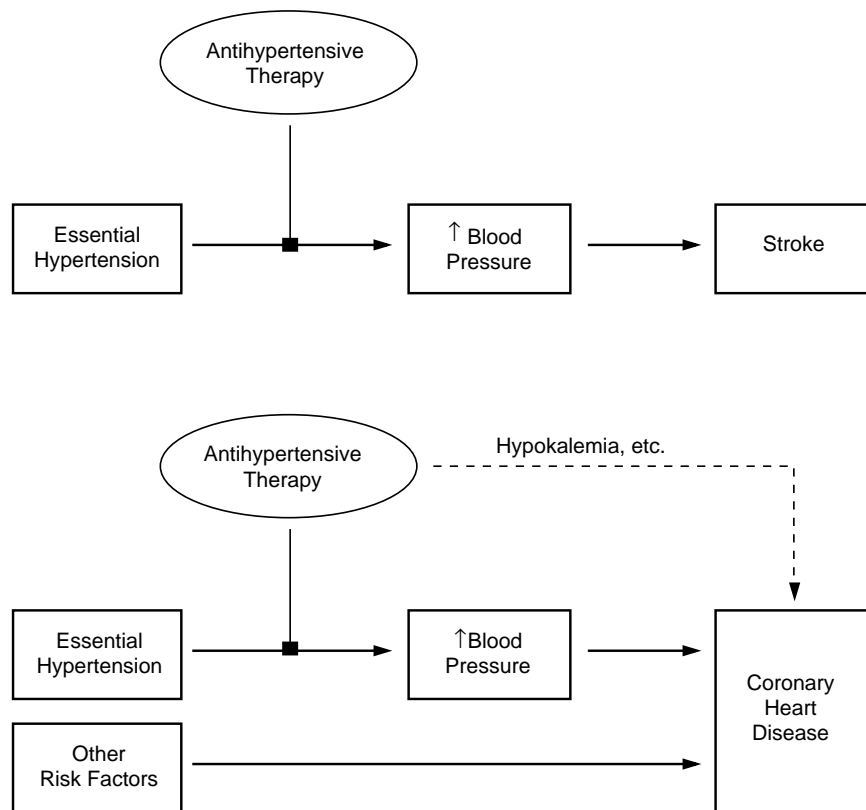 Antihypertensive
Therapy
Essential
Hypertension
↑ Blood
Pressure
Stroke
Antihypertensive
Therapy
Hypokalemia, etc.
Essential
Hypertension
↑Blood
Pressure
Coronary
Heart
Disease
Other
Risk Factors